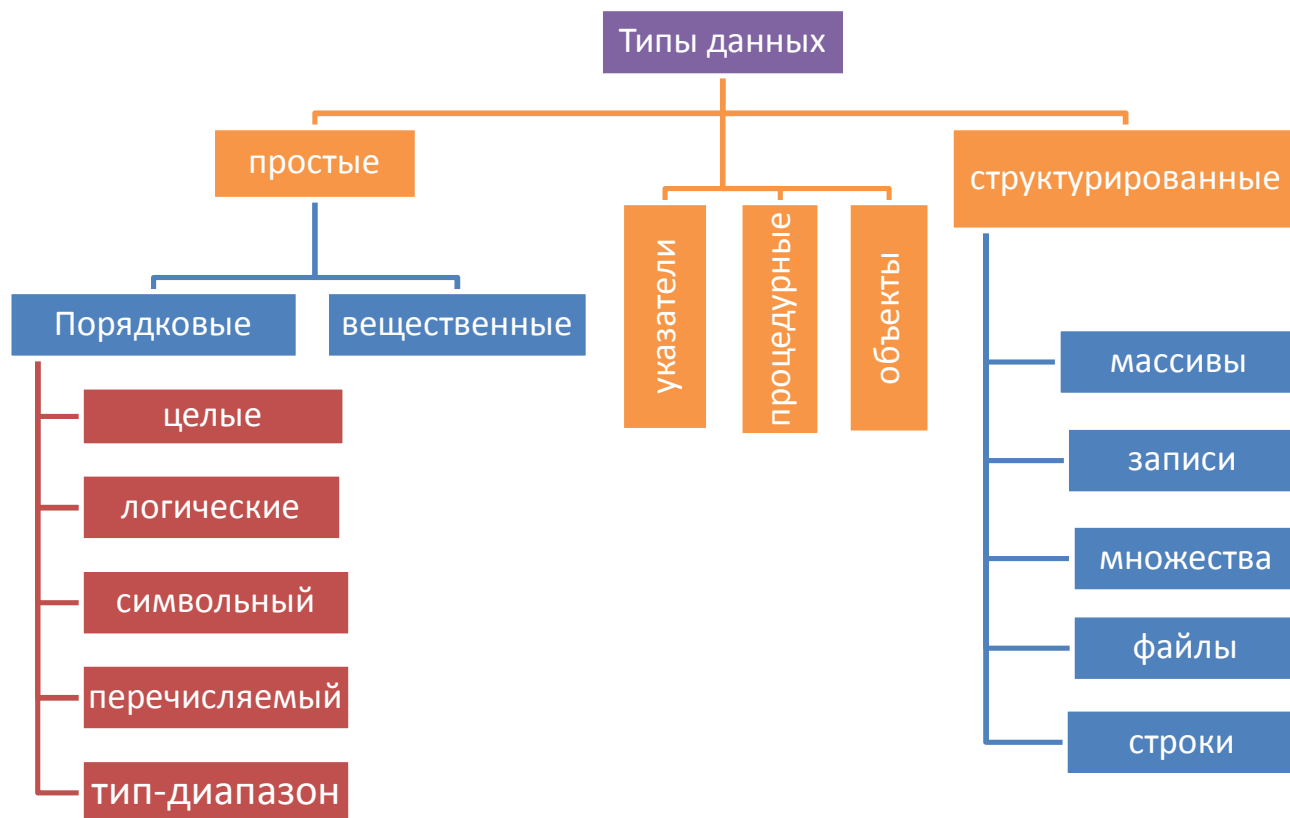 Типы данных
простые
структурированные
указатели
процедурные
объекты
Порядковые
вещественные
целые
логические
символьный
перечисляемый
тип-диапазон
массивы
записи
множества
файлы
строки